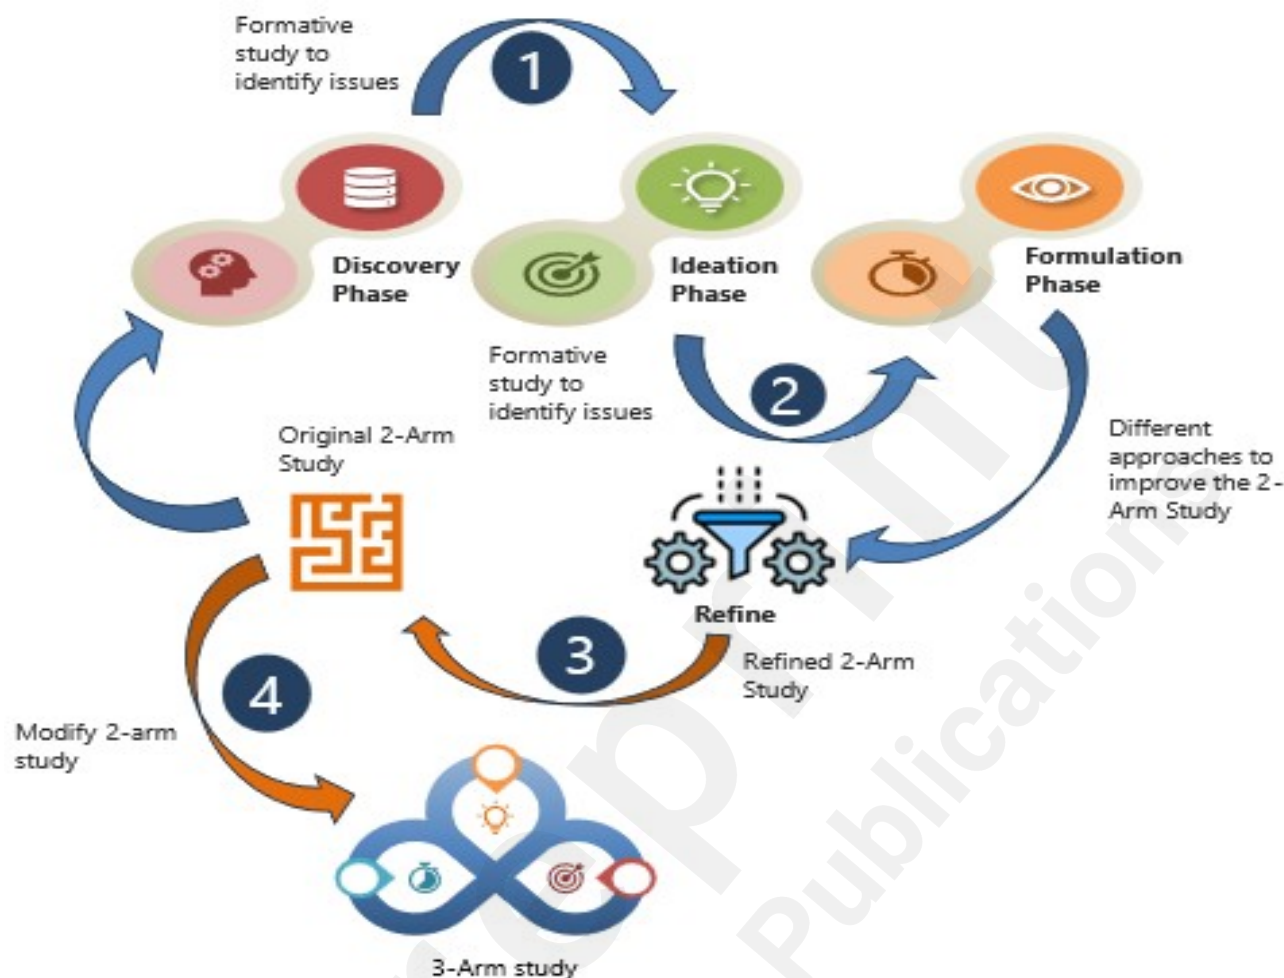 Formative
study to
identify issues
1
Discovery
Phase
Ideation
Phase
Formulation
Phase
Formative
study to
identify issues
2
Different
approaches to
improve the 2-
Arm Study
Original 2-Arm
Study
Refine
3
Refined 2-Arm
Study
4
Modify 2-arm
study
3-Arm study
Publications